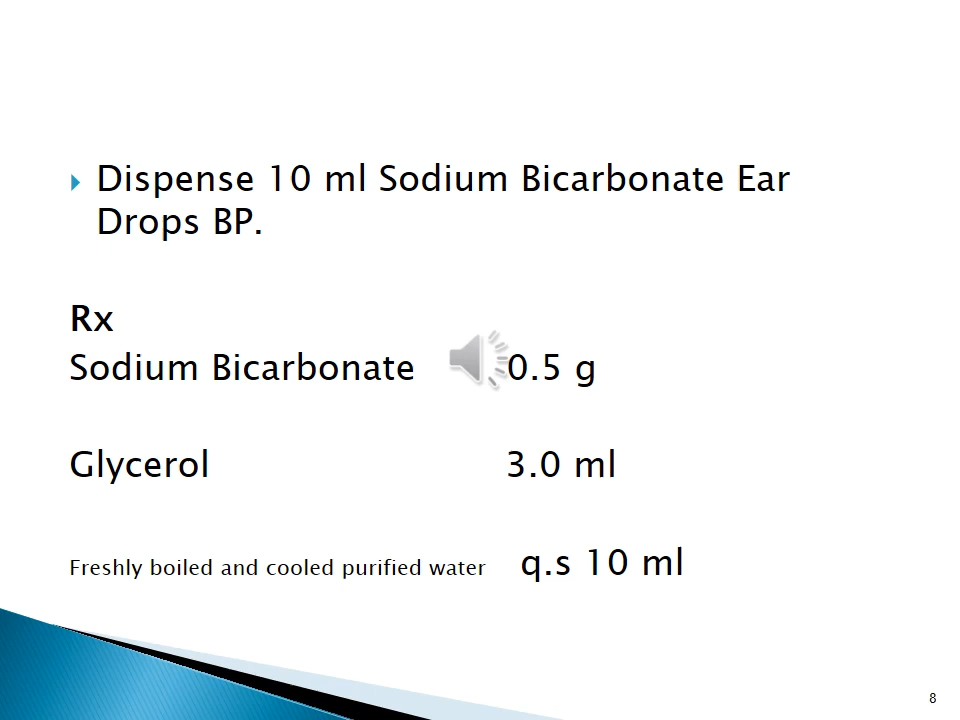 Dispense 10 ml Sodium Bicarbonate Ear
Drops BP.
Rx
Sodium Bicarbonate 0.5 g
Glycerol 3.0 ml
Freshly boiled and cooled purified water q.s 10 ml
8